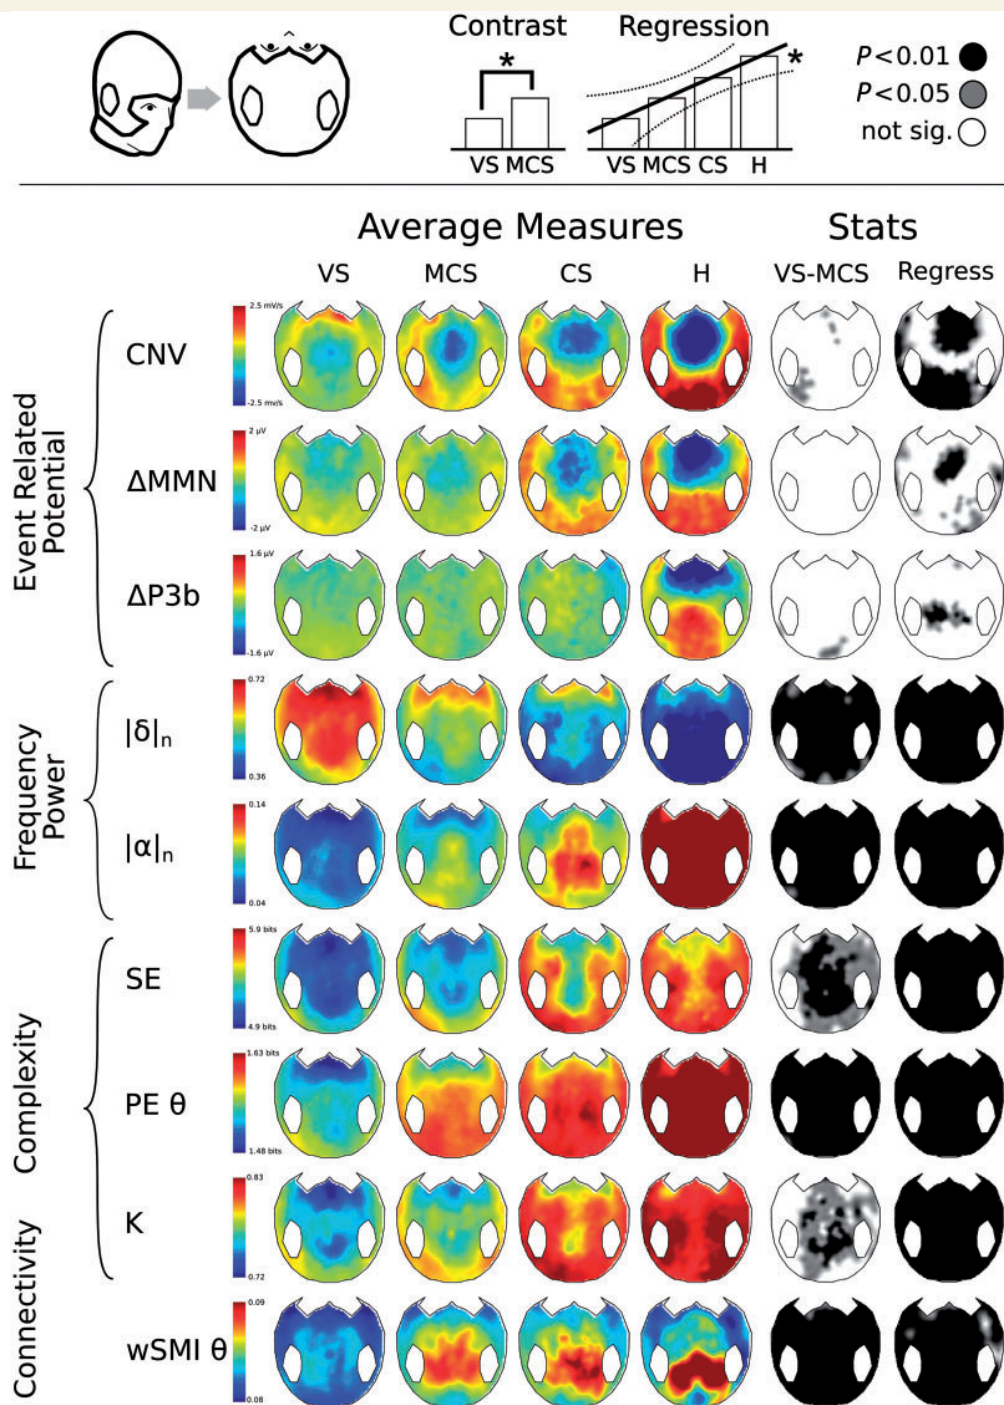 Contrast
Regression
*
*
VS MCS
VS MCS CS H
P<0.01
P<0.05
not sig.
Average Measures
Stats
VS
MCS
CS
H
VS-MCS
Regress
Event Related
Potential
CNV
2.5 mV/s
-2.5 mv/s
ΔMMN
2 µV
-2 µV
ΔP3b
1.6 µV
-1.6 µV
Frequency
Power
|δ|n
0.72
0.36
|α|n
0.14
0.04
Complexity
SE
5.9 bits
4.9 bits
PE θ
1.63 bits
1.48 bits
K
0.83
0.72
Connectivity
wSMI θ
0.09
0.08